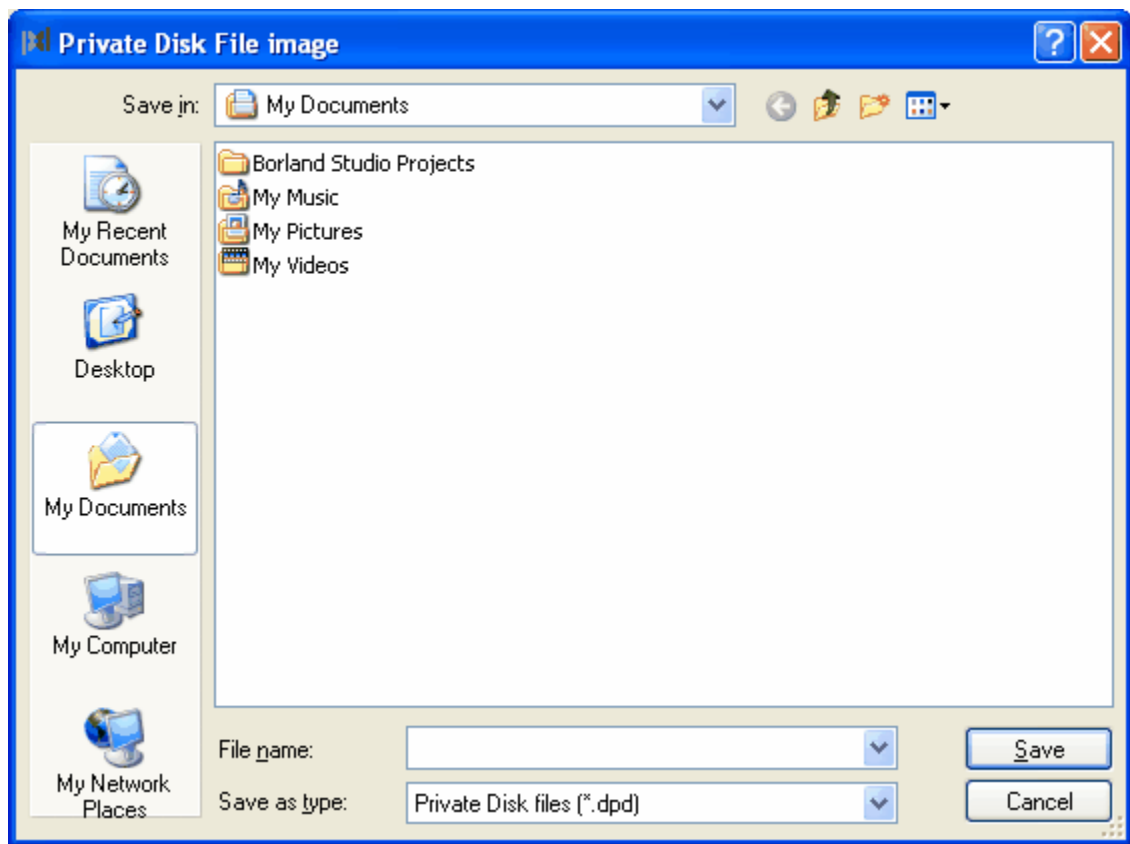 Private Disk File image
Save in:
My Documents
My Recent
Documents
Desktop
My Documents
My Computer
My Network
Places
Borland Studio Projects
My Music
My Pictures
My Videos
File name:
Save
Save as type:
Private Disk files (*.dpd)
Cancel